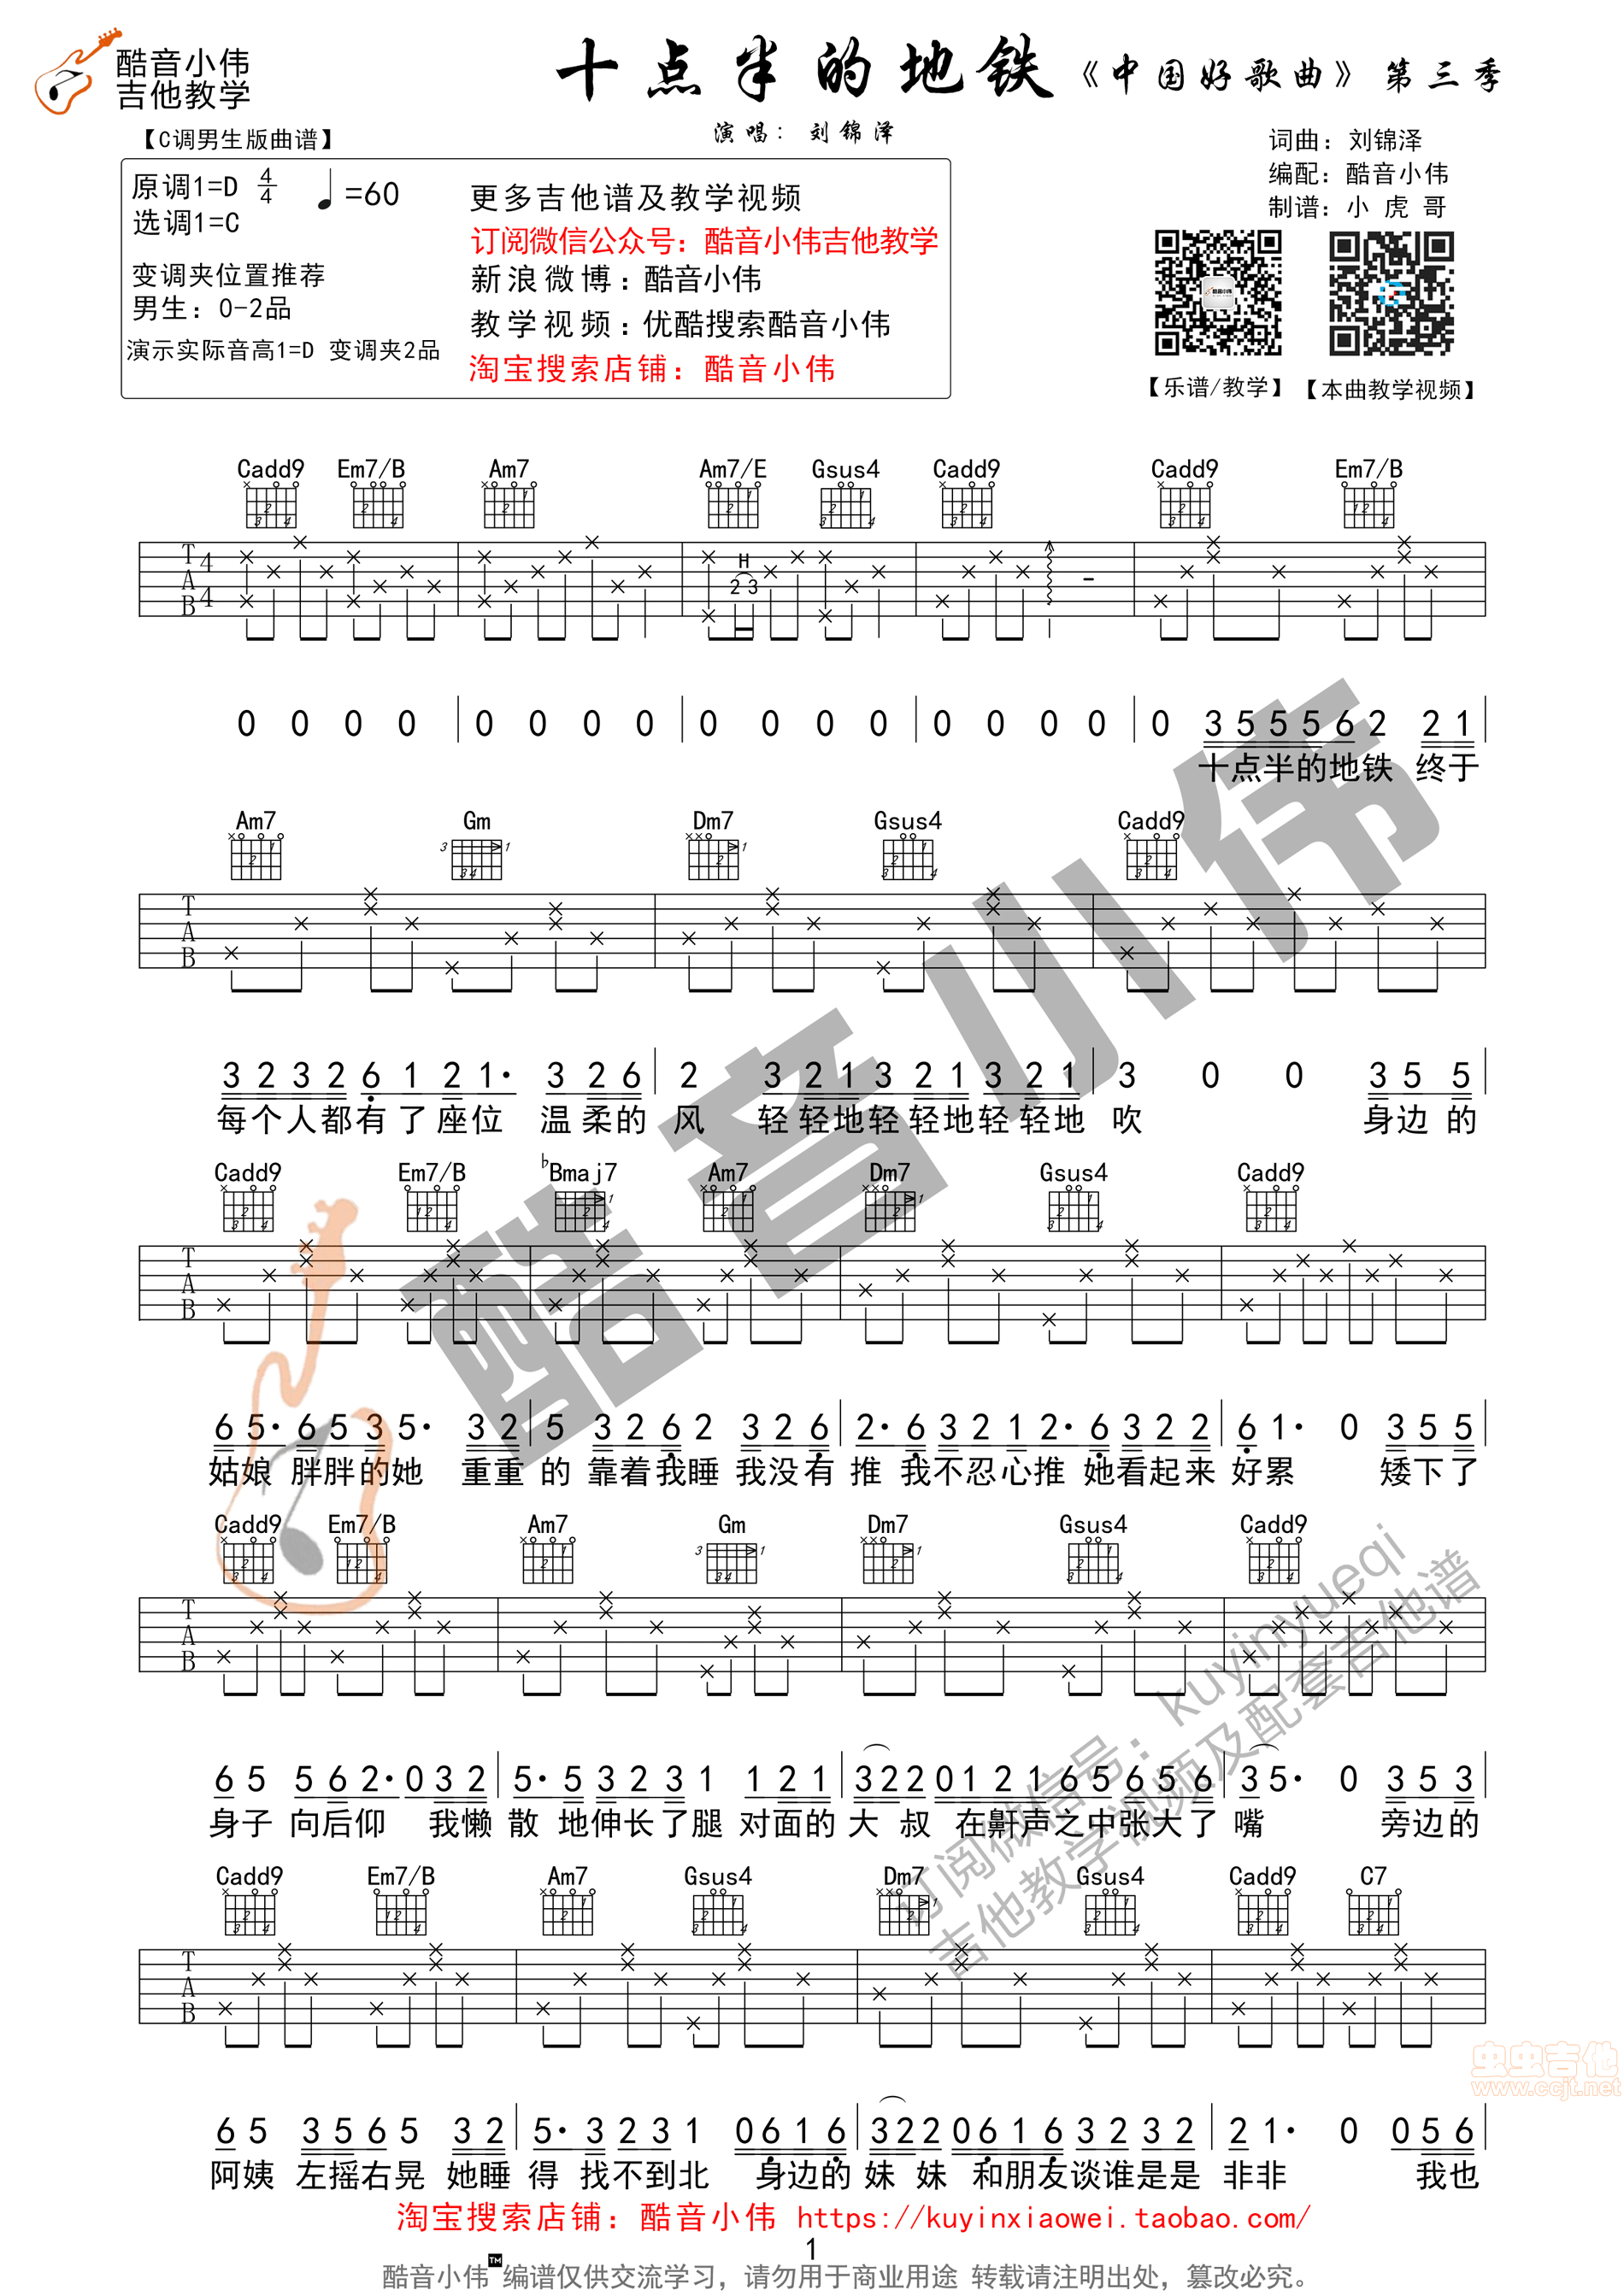 酷音小伟
吉他教学
十点半的地铁《中国好歌曲》第三季
演唱：刘锦泽
【C调男生版曲谱】
词曲：刘锦泽
编配：酷音小伟
制谱：小虎哥
原调1=D 4/4 ♩=60
选调1=C
变调夹位置推荐
男生：0-2品
演示实际音高1=D 变调夹2品
更多吉他谱及教学视频
订阅微信公众号：酷音小伟吉他教学
新浪微博：酷音小伟
教学视频：优酷搜索酷音小伟
淘宝搜索店铺：酷音小伟
【乐谱/教学】【本曲教学视频】
Cadd9 Em7/B Am7 Am7/E Gsus4 Cadd9 Cadd9 Em7/B
T A B 4/4 H 2 3
0 0 0 0 | 0 0 0 0 | 0 0 0 0 | 0 0 0 0 | 0 3 5 5 5 6 2 2 1 |
十点半的地铁 终于
Am7 Gm Dm7 Gsus4 Cadd9
T A B
3 2 3 2 6 1 2 1· 3 2 6 | 2 3 2 1 3 2 1 3 2 1 | 3 0 0 3 5 5 |
每个人都有了座位 温柔的 风 轻轻地轻轻地轻轻地 吹 身边的
Cadd9 Em7/B ♭Bmaj7 Am7 Dm7 Gsus4 Cadd9
T A B
6 5· 6 5 3 5· 3 2 | 5 3 2 6 2 3 2 6 | 2· 6 3 2 1 2· 6 3 2 2 | 6 1· 0 3 5 5 |
姑娘 胖胖的她 重重 的 靠着我睡 我没有 推 我不忍心推 她看起来 好累 矮下了
Cadd9 Em7/B Am7 Gm Dm7 Gsus4 Cadd9
T A B
6 5 5 6 2· 0 3 2 | 5· 5 3 2 3 1 1 2 1 | 3 2 2 0 1 2 1 6 5 6 5 6 | 3 5· 0 3 5 3 |
身子 向后仰 我懒 散 地伸长了腿 对面的 大 叔 在鼾声之中张大了 嘴 旁边的
Cadd9 Em7/B Am7 Gsus4 Dm7 Gsus4 Cadd9 C7
T A B
6 5 3 5 6 5 3 2 | 5· 3 2 3 1 0 6 1 6 | 3 2 2 0 6 1 6 3 2 3 2 | 2 1· 0 0 5 6 |
阿姨 左摇右晃 她睡 得 找不到北 身边的 妹 妹 和朋友谈谁是是 非非 我也
酷音小伟
订阅微信号：kuyinyueqi
吉他教学视频及配套吉他谱
虫虫吉他
www.ccjt.net
淘宝搜索店铺：酷音小伟 https://kuyinxiaowei.taobao.com/
1
酷音小伟™编谱仅供交流学习，请勿用于商业用途 转载请注明出处，篡改必究。